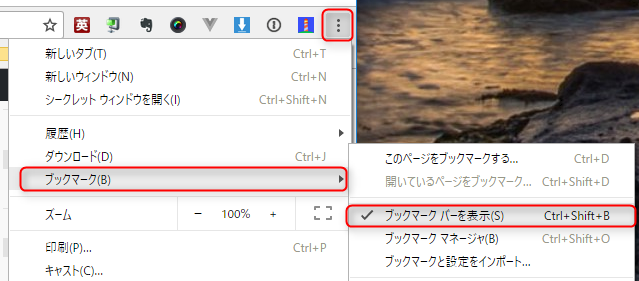 英
新しいタブ(T) Ctrl+T
新しいウィンドウ(N) Ctrl+N
シークレット ウィンドウを開く(I) Ctrl+Shift+N
履歴(H)
ダウンロード(D) Ctrl+J
ブックマーク(B)
ズーム − 100% +
印刷(P)... Ctrl+P
キャスト(C)...
このページをブックマークする... Ctrl+D
開いているページをブックマーク... Ctrl+Shift+D
ブックマーク バーを表示(S) Ctrl+Shift+B
ブックマーク マネージャ(B) Ctrl+Shift+O
ブックマークと設定をインポート...